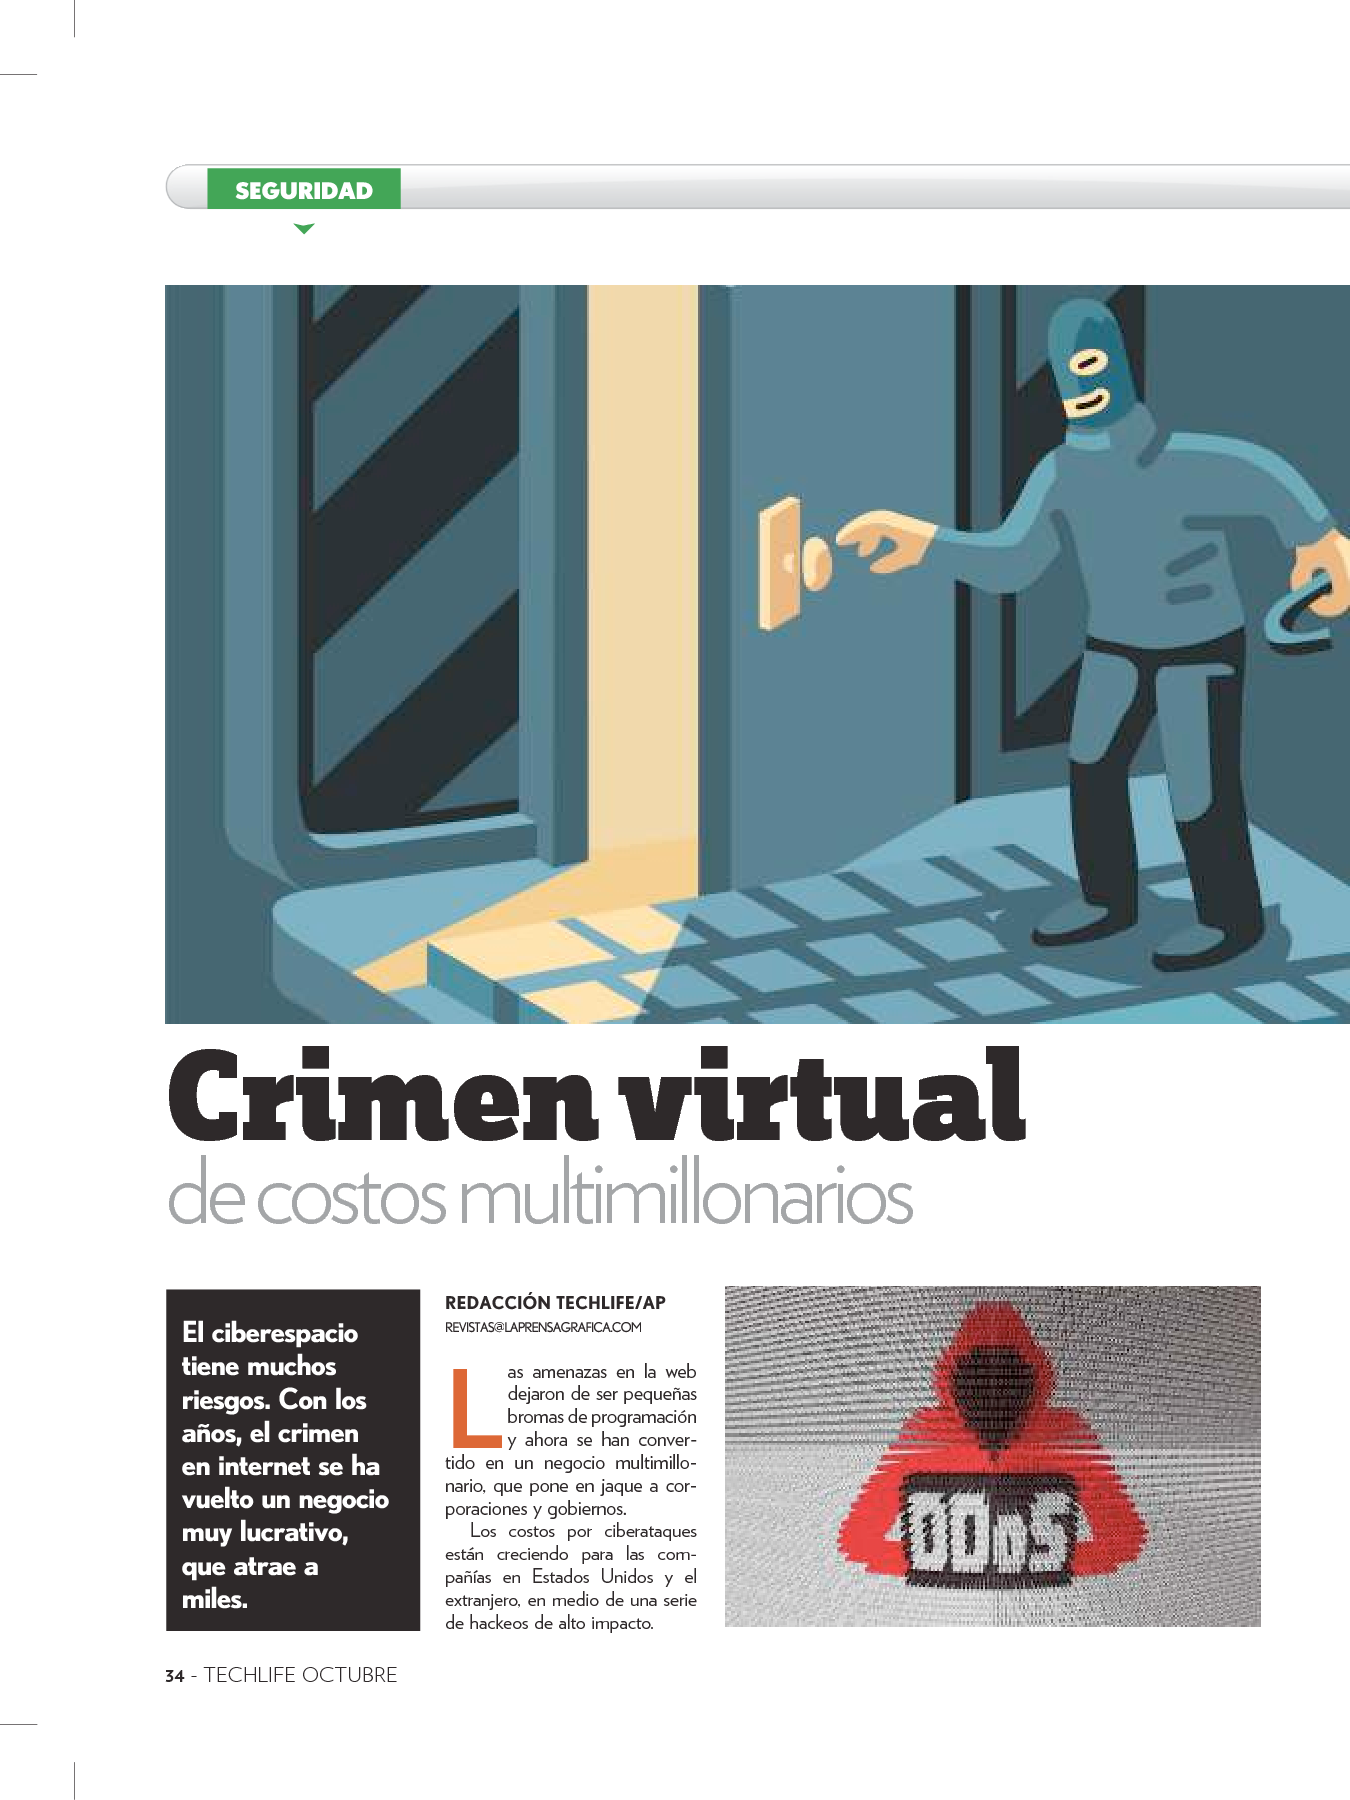 SEGURIDAD
Crimen virtual
de costos multimillonarios
El ciberespacio
tiene muchos
riesgos. Con los
años, el crimen
en internet se ha
vuelto un negocio
muy lucrativo,
que atrae a
miles.
REDACCIÓN TECHLIFE/AP
REVISTAS@LAPRENSAGRAFICA.COM
Las amenazas en la web
dejaron de ser pequeñas
bromas de programación
y ahora se han conver-
tido en un negocio multimillo-
nario, que pone en jaque a cor-
poraciones y gobiernos.
Los costos por ciberataques
están creciendo para las com-
pañías en Estados Unidos y el
extranjero, en medio de una serie
de hackeos de alto impacto.
DDoS
34 - TECHLIFE OCTUBRE